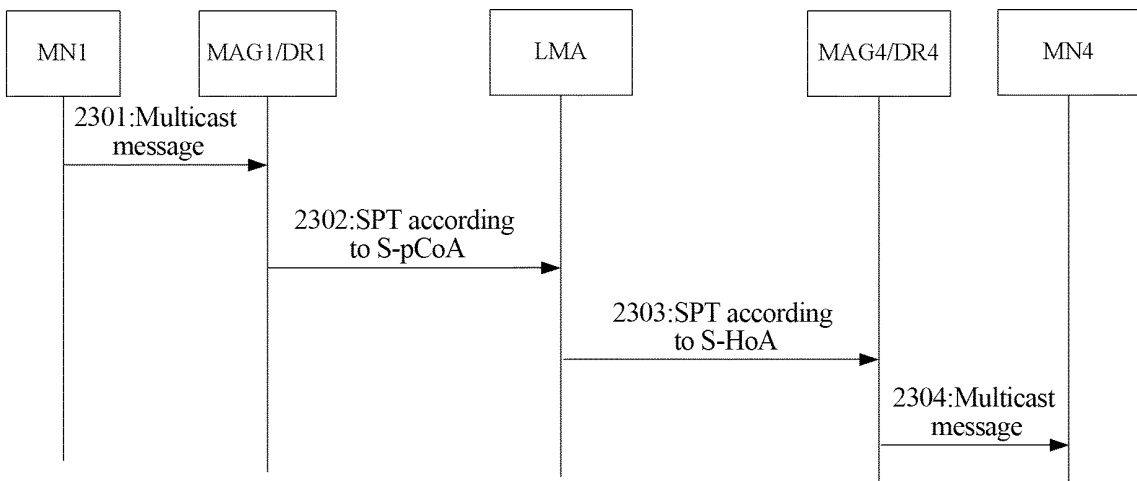 MN1
MAG1/DR1
LMA
MAG4/DR4
MN4
2301:Multicast
message
2302:SPT according
to S-pCoA
2303:SPT according
to S-HoA
2304:Multicast
message